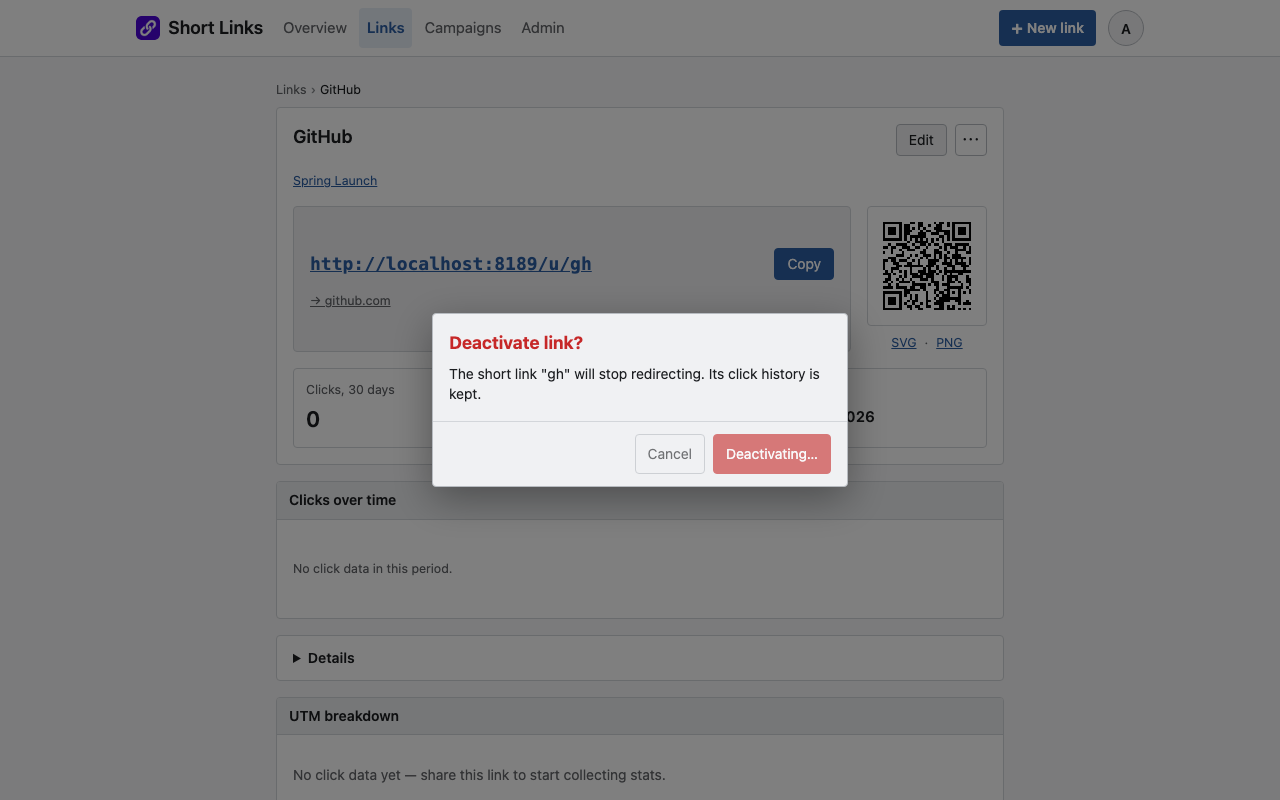 Short Links
Overview
Links
Campaigns
Admin
+ New link
A
Links › GitHub
GitHub
Edit
···
Spring Launch
http://localhost:8189/u/gh
Copy
→ github.com
SVG · PNG
Deactivate link?
The short link "gh" will stop redirecting. Its click history is
kept.
Cancel
Deactivating…
Clicks, 30 days
0
026
Clicks over time
No click data in this period.
Details
UTM breakdown
No click data yet — share this link to start collecting stats.